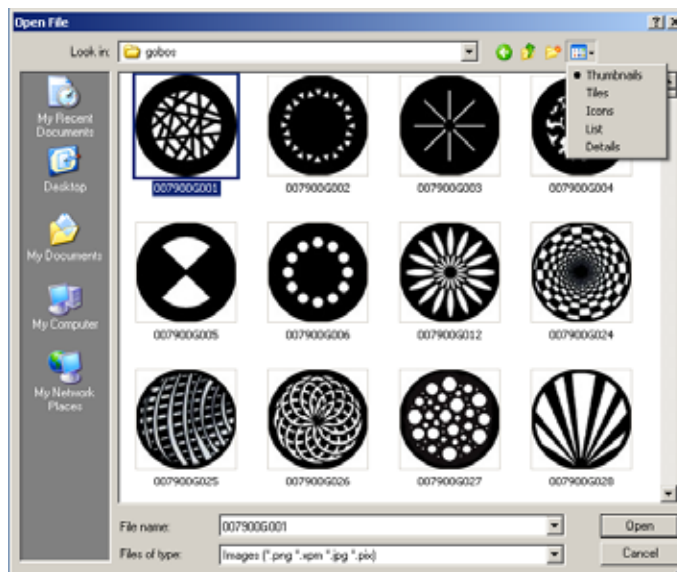 Open File
Look in:
gobos
Thumbnails
Tiles
Icons
List
Details
My Recent
Documents
Desktop
My Documents
My Computer
My Network
Places
007900G001
007900G002
007900G003
007900G004
007900G005
007900G006
007900G012
007900G024
007900G025
007900G026
007900G027
007900G028
File name:
007900G001
Open
Files of type:
Images (*.png *.xpm *.jpg *.pix)
Cancel